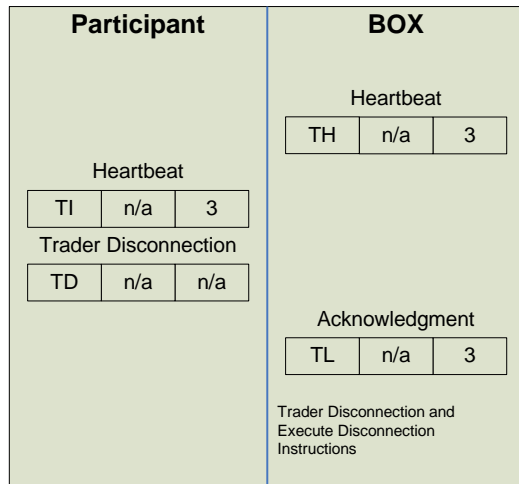 Participant
BOX
Heartbeat
TH n/a 3
Heartbeat
TI n/a 3
Trader Disconnection
TD n/a n/a
Acknowledgment
TL n/a 3
Trader Disconnection and
Execute Disconnection
Instructions